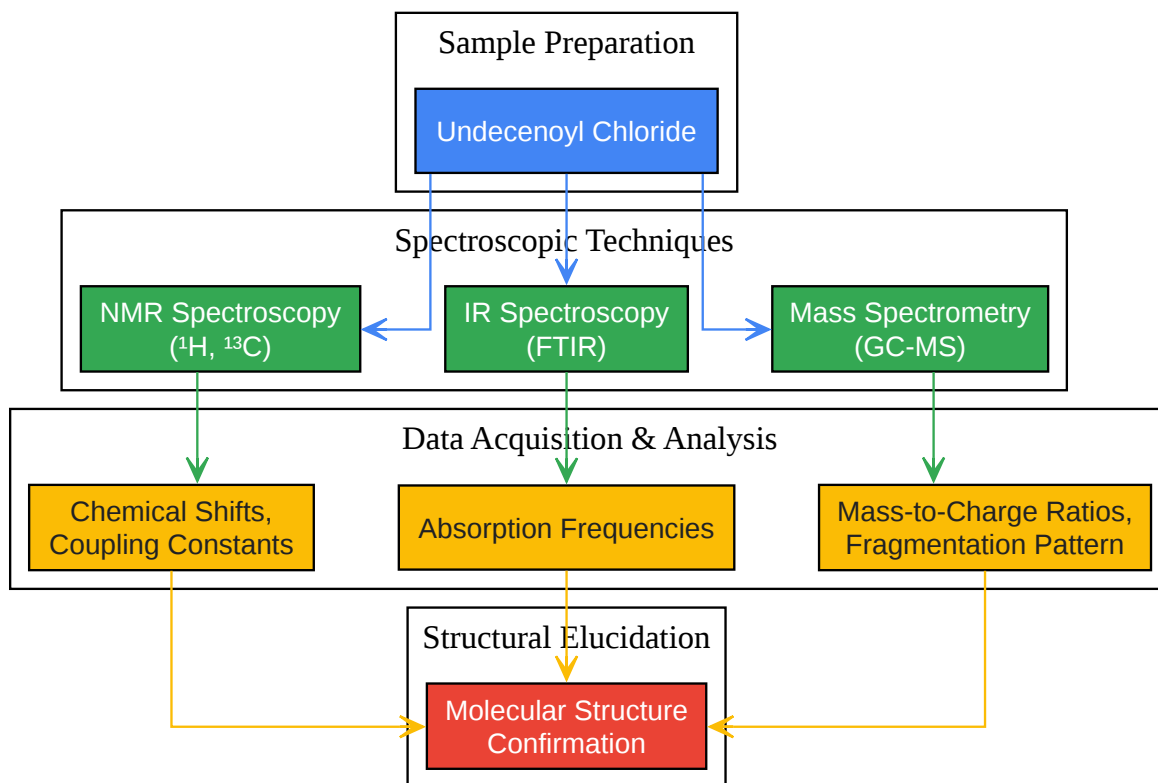 Sample Preparation
Undecenoyl Chloride
Spectroscopic Techniques
NMR Spectroscopy
(¹H, ¹³C)
IR Spectroscopy
(FTIR)
Mass Spectrometry
(GC-MS)
Data Acquisition & Analysis
Chemical Shifts,
Coupling Constants
Absorption Frequencies
Mass-to-Charge Ratios,
Fragmentation Pattern
Structural Elucidation
Molecular Structure
Confirmation